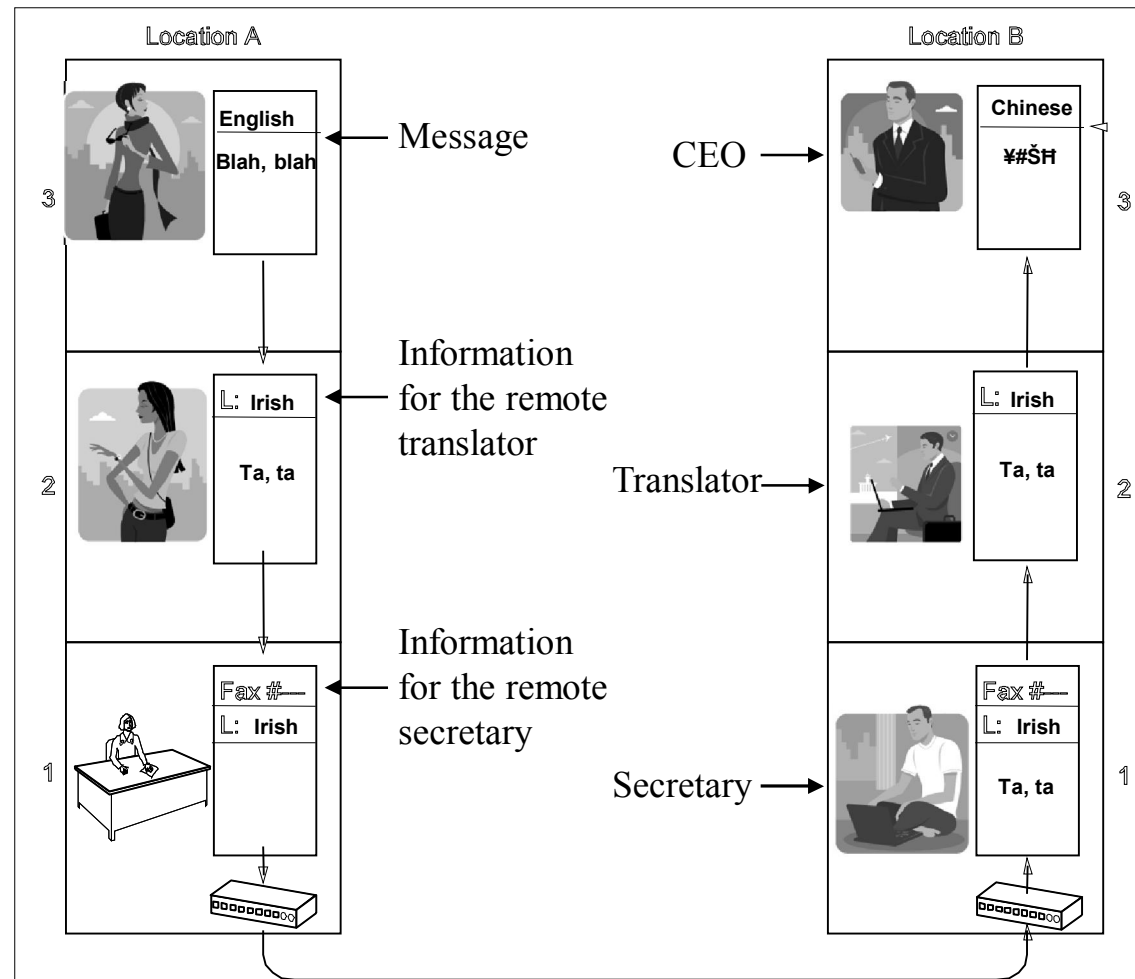 Location A
Location B
English
Blah, blah
Message
CEO
Chinese
¥#ŠĦ
3
3
Information
for the remote
translator
L: Irish
Ta, ta
2
Translator
L: Irish
Ta, ta
2
Information
for the remote
secretary
Fax #—
L: Irish
1
Secretary
Fax #—
L: Irish
Ta, ta
1